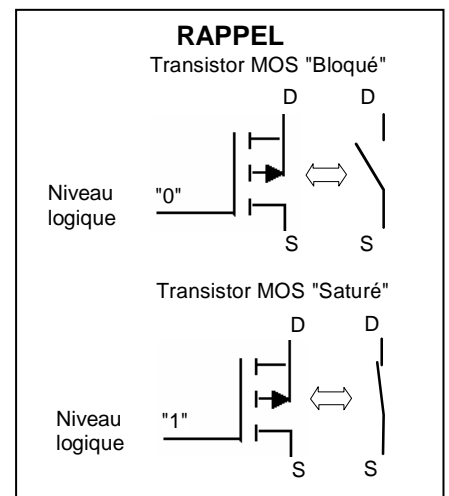 RAPPEL
Transistor MOS "Bloqué"
D
D
Niveau
logique
"0"
S
S
Transistor MOS "Saturé"
D
D
Niveau
logique
"1"
S
S